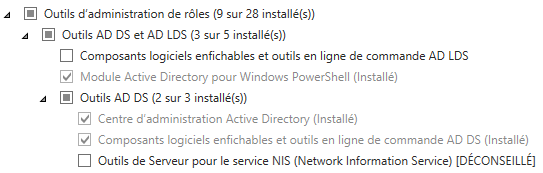 Outils d'administration de rôles (9 sur 28 installé(s))
Outils AD DS et AD LDS (3 sur 5 installé(s))
Composants logiciels enfichables et outils en ligne de commande AD LDS
Module Active Directory pour Windows PowerShell (Installé)
Outils AD DS (2 sur 3 installé(s))
Centre d'administration Active Directory (Installé)
Composants logiciels enfichables et outils en ligne de commande AD DS (Installé)
Outils de Serveur pour le service NIS (Network Information Service) [DÉCONSEILLÉ]